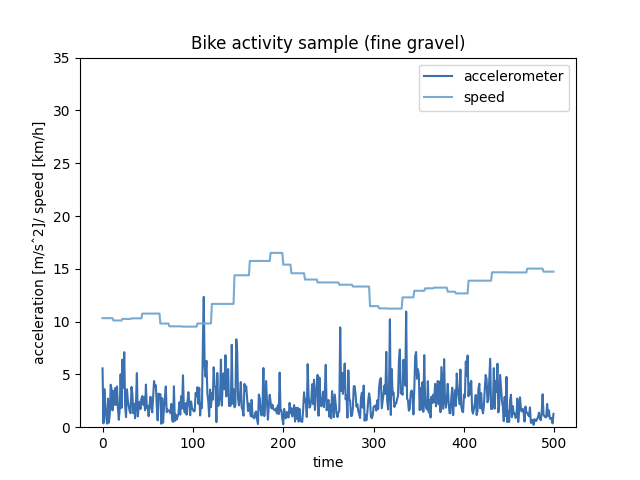 Bike activity sample (fine gravel)
accelerometer
speed
acceleration [m/sˆ2]/ speed [km/h]
35
30
25
20
15
10
5
0
0 100 200 300 400 500
time